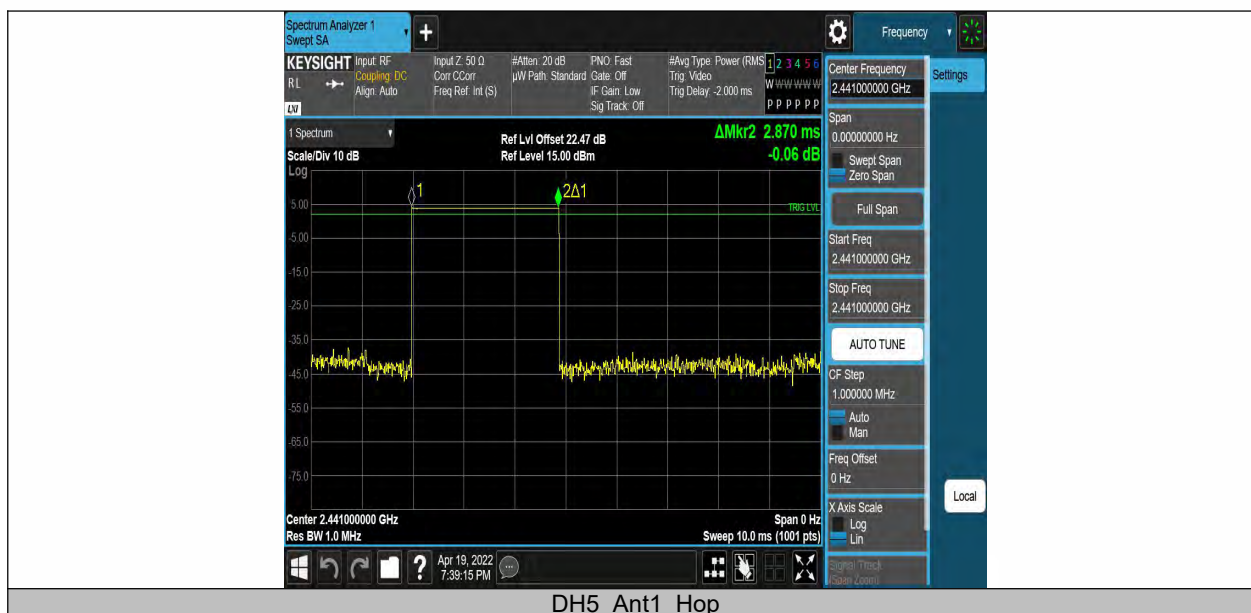 Spectrum Analyzer 1
Swept SA
+
Frequency
KEYSIGHT
RL
LXI
Input: RF
Coupling: DC
Align: Auto
Input Z: 50 Ω
Corr CCorr
Freq Ref: Int (S)
#Atten: 20 dB
µW Path: Standard
PNO: Fast
Gate: Off
IF Gain: Low
Sig Track: Off
#Avg Type: Power (RMS
Trig: Video
Trig Delay: -2.000 ms
1 2 3 4 5 6
W W W W W W
P P P P P P
1 Spectrum
Scale/Div 10 dB
Log
Ref Lvl Offset 22.47 dB
Ref Level 15.00 dBm
ΔMkr2 2.870 ms
-0.06 dB
1
2Δ1
TRIG LVL
5.00
-5.00
-15.0
-25.0
-35.0
-45.0
-55.0
-65.0
-75.0
Center 2.441000000 GHz
Res BW 1.0 MHz
Span 0 Hz
Sweep 10.0 ms (1001 pts)
?
Apr 19, 2022
7:39:15 PM
Center Frequency
2.441000000 GHz
Span
0.00000000 Hz
Swept Span
Zero Span
Full Span
Start Freq
2.441000000 GHz
Stop Freq
2.441000000 GHz
AUTO TUNE
CF Step
1.000000 MHz
Auto
Man
Freq Offset
0 Hz
X Axis Scale
Log
Lin
Signal Track
(Span Zoom)
Settings
Local
DH5_Ant1_Hop